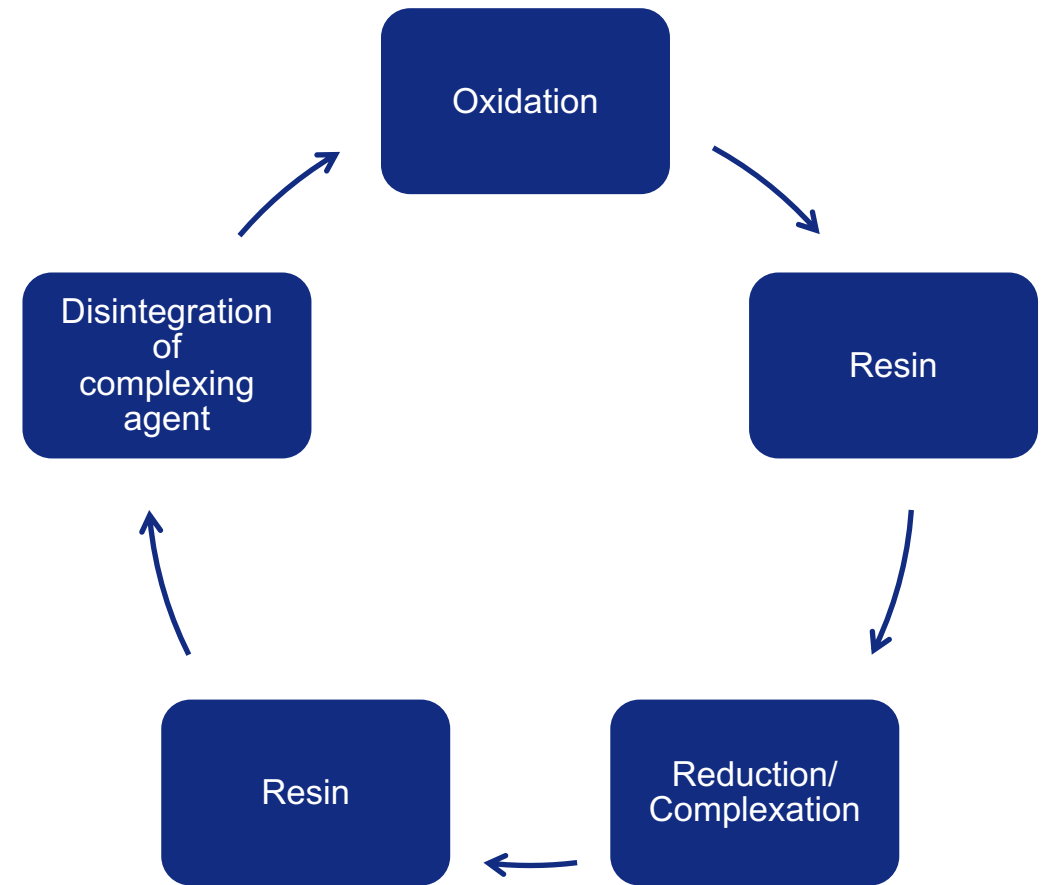 Oxidation
Resin
Reduction/
Complexation
Resin
Disintegration
of
complexing
agent